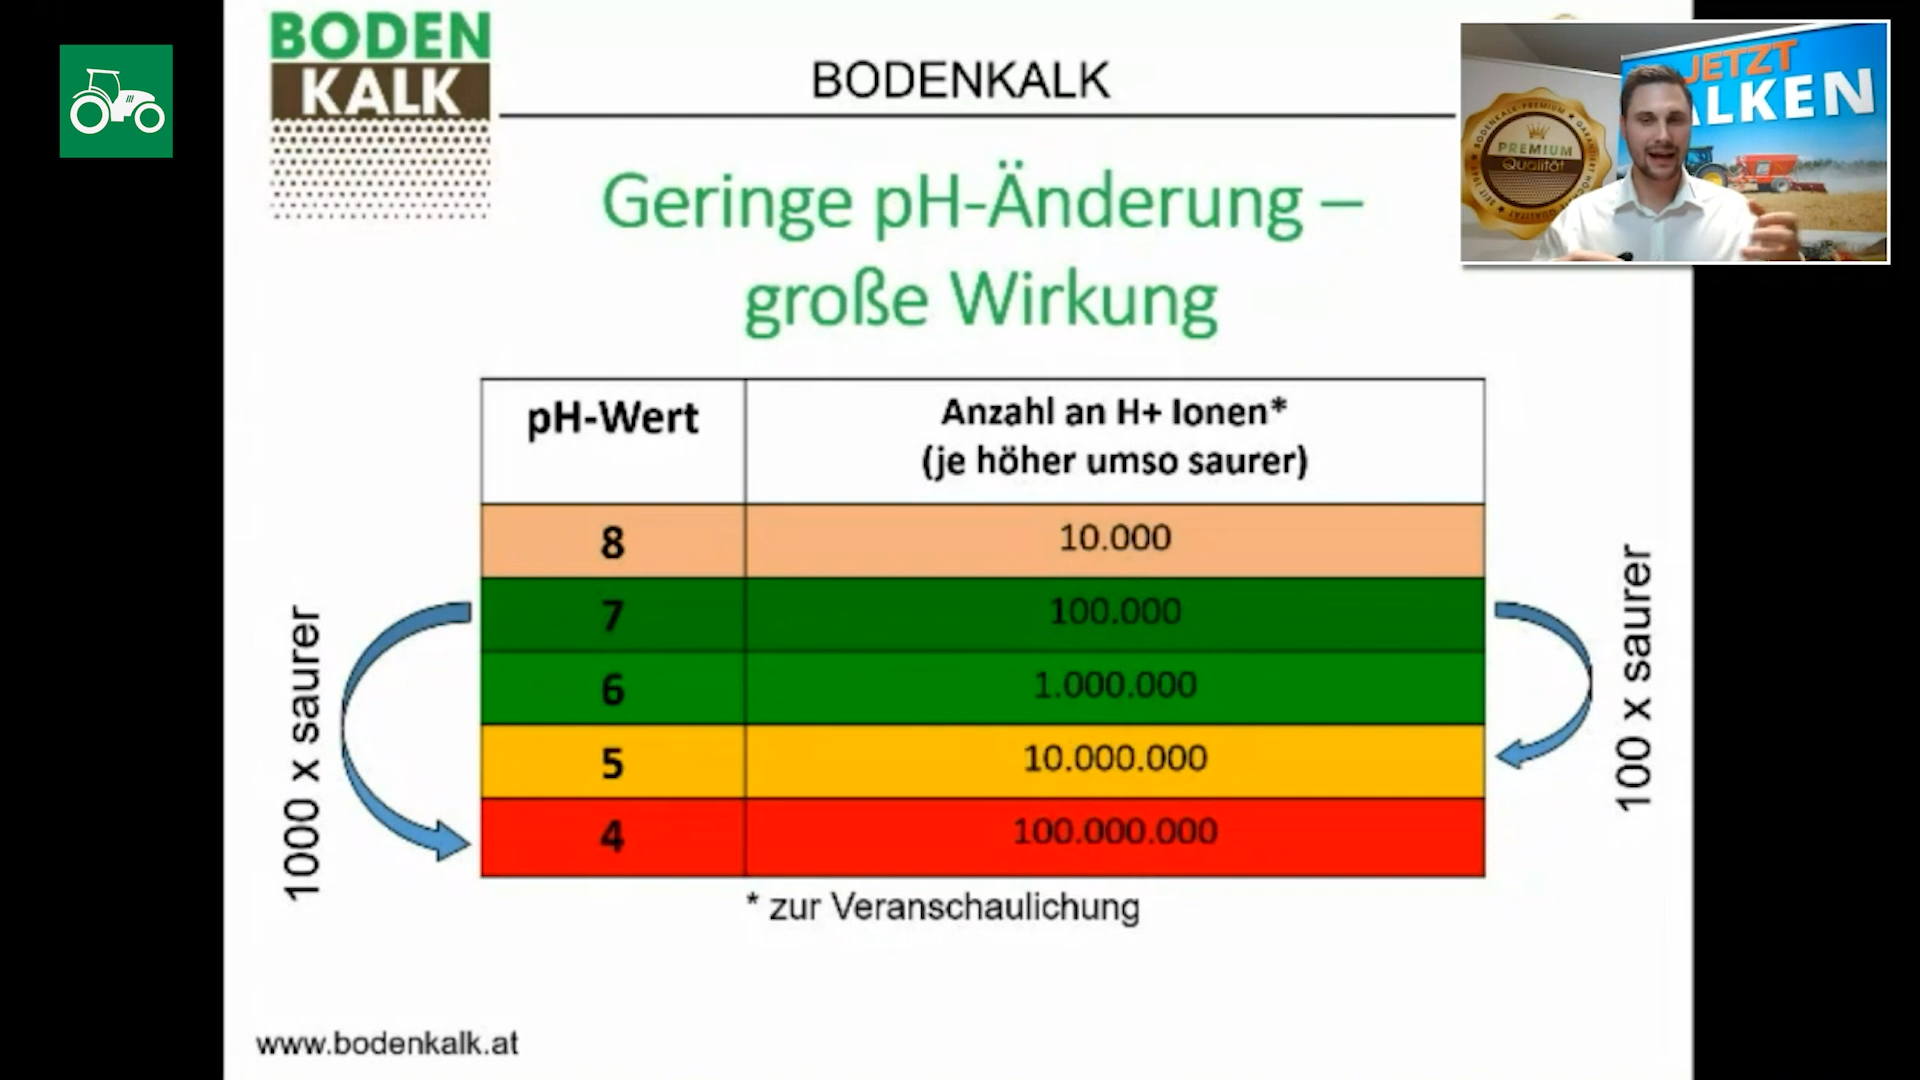 BODEN
KALK
BODENKALK
JETZT
ALKEN
PREMIUM
Qualität
Geringe pH-Änderung –
große Wirkung
pH-Wert
Anzahl an H+ Ionen*
(je höher umso saurer)
8
10.000
7
100.000
6
1.000.000
5
10.000.000
4
100.000.000
1000 x saurer
100 x saurer
* zur Veranschaulichung
www.bodenkalk.at